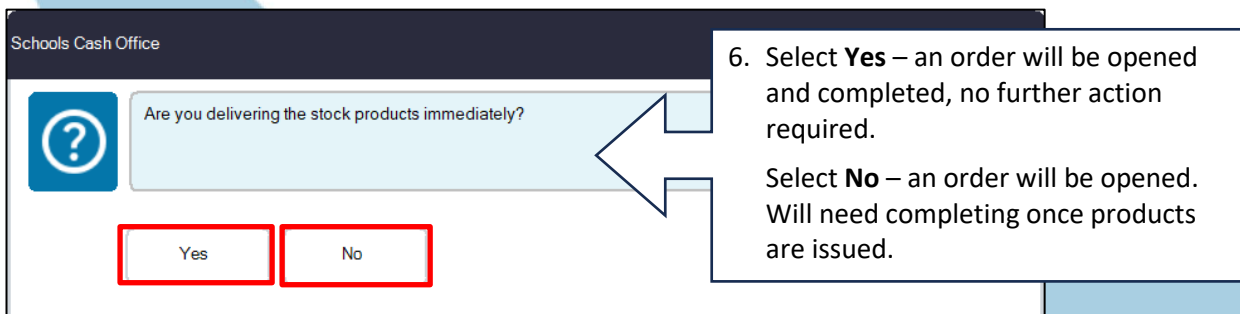 Schools Cash Office
Are you delivering the stock products immediately?
Yes
No
6. Select Yes – an order will be opened
and completed, no further action
required.
Select No – an order will be opened.
Will need completing once products
are issued.